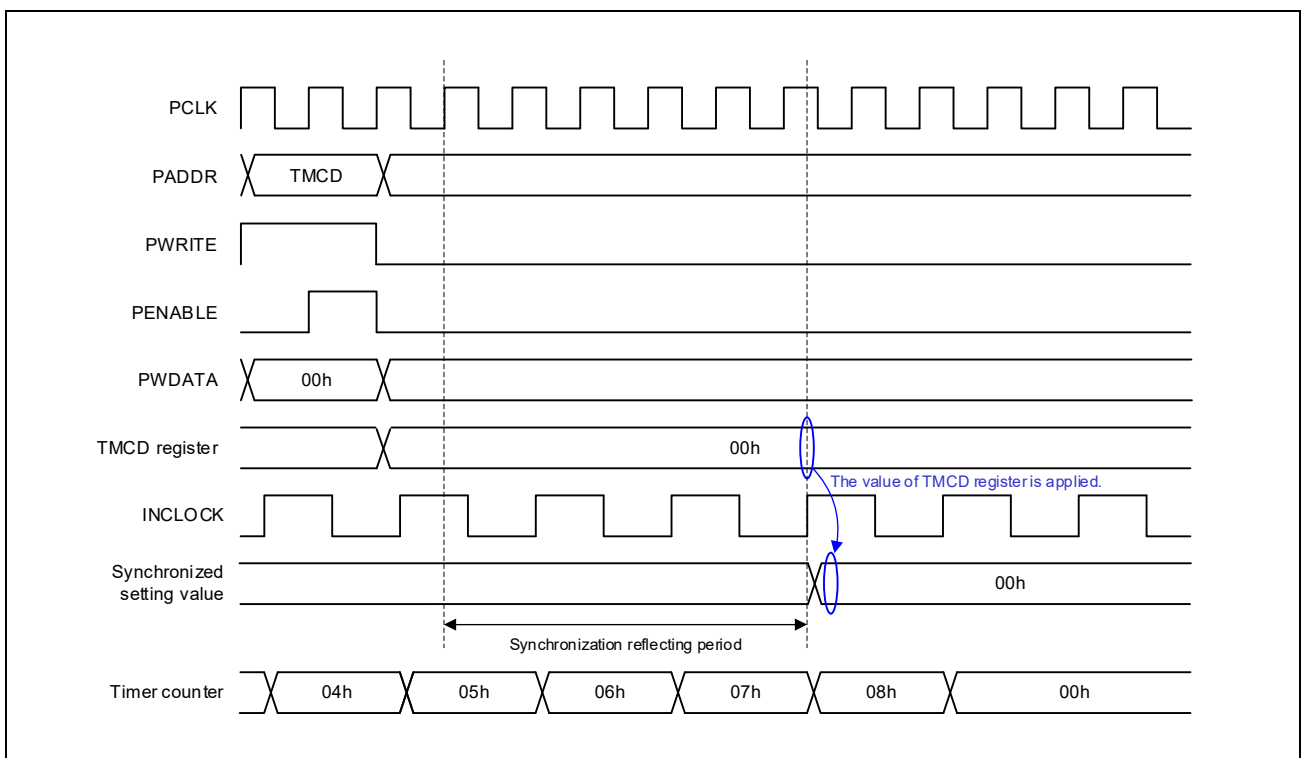 PCLK
PADDR
TMCD
PWRITE
PENABLE
PWDATA
00h
TMCD register
00h
The value of TMCD register is applied.
INCLOCK
Synchronized
setting value
00h
Synchronization reflecting period
Timer counter
04h
05h
06h
07h
08h
00h